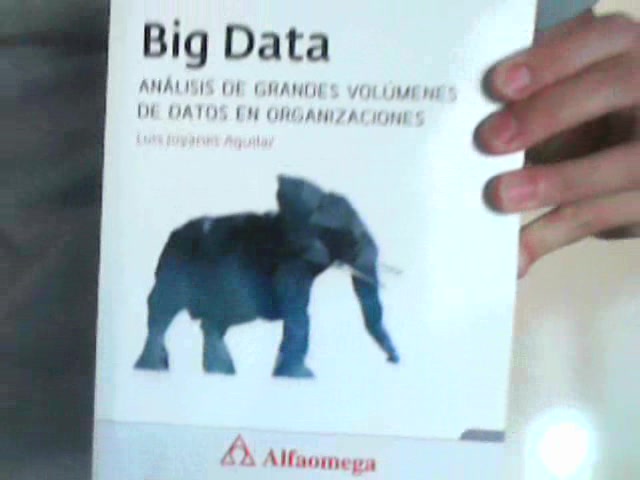 Big Data
ANÁLISIS DE GRANDES VOLÚMENES
DE DATOS EN ORGANIZACIONES
Luis Joyanes Aguilar
Alfaomega